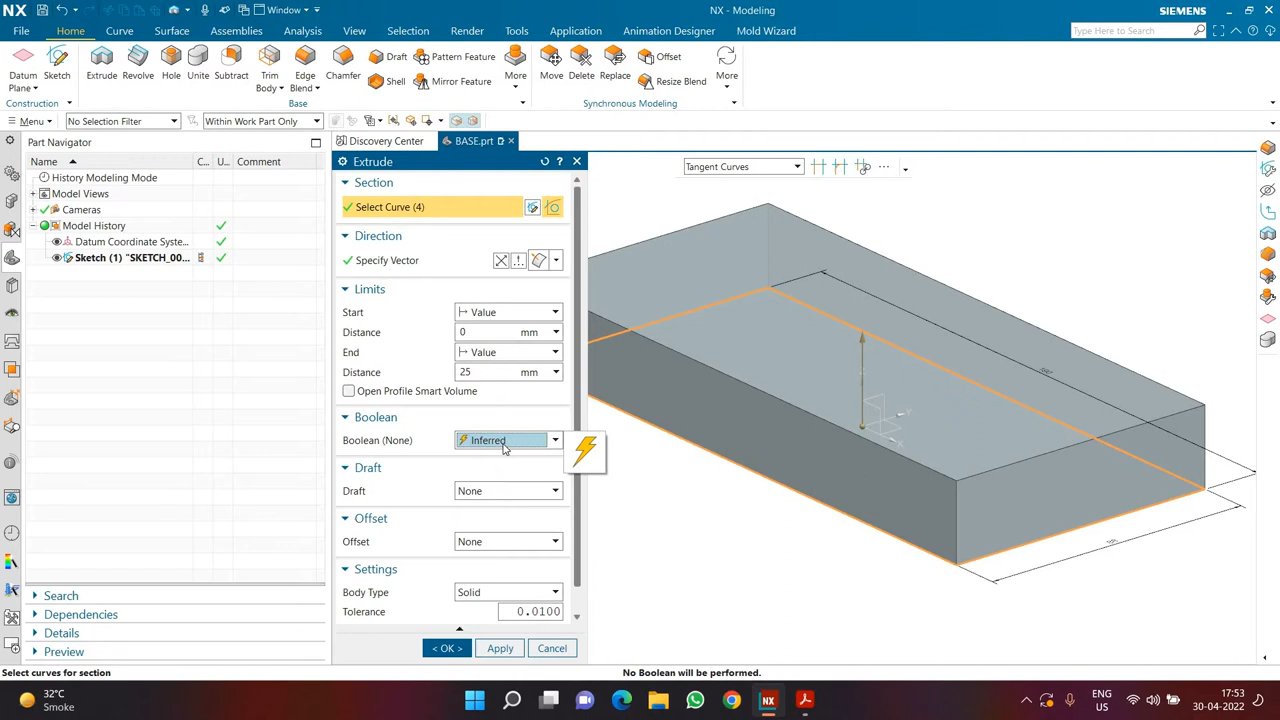 NX
Window
NX - Modeling
SIEMENS
File Home Curve Surface Assemblies Analysis View Selection Render Tools Application Animation Designer Mold Wizard
Type Here to Search
Datum Plane
Sketch
Extrude
Revolve
Hole
Unite
Subtract
Trim Body
Edge Blend
Chamfer
Draft
Shell
Pattern Feature
Mirror Feature
More
Move
Delete
Replace
Offset
Resize Blend
More
Construction
Base
Synchronous Modeling
Menu
No Selection Filter
Within Work Part Only
Part Navigator
Discovery Center
BASE.prt
Name C... U... Comment
History Modeling Mode
Model Views
Cameras
Model History
Datum Coordinate Syste...
Sketch (1) "SKETCH_00...
Search
Details
Dependencies
Preview
Extrude
Section
Select Curve (4)
Direction
Specify Vector
Limits
Start Value
Distance 0 mm
End Value
Distance 25 mm
Open Profile Smart Volume
Boolean
Boolean (None) Inferred
Draft
Draft None
Offset
Offset None
Settings
Body Type Solid
Tolerance 0.0100
< OK > Apply Cancel
Tangent Curves
Y
X
Select curves for section
No Boolean will be performed.
32°C
Smoke
NX
ENG
US
17:53
30-04-2022